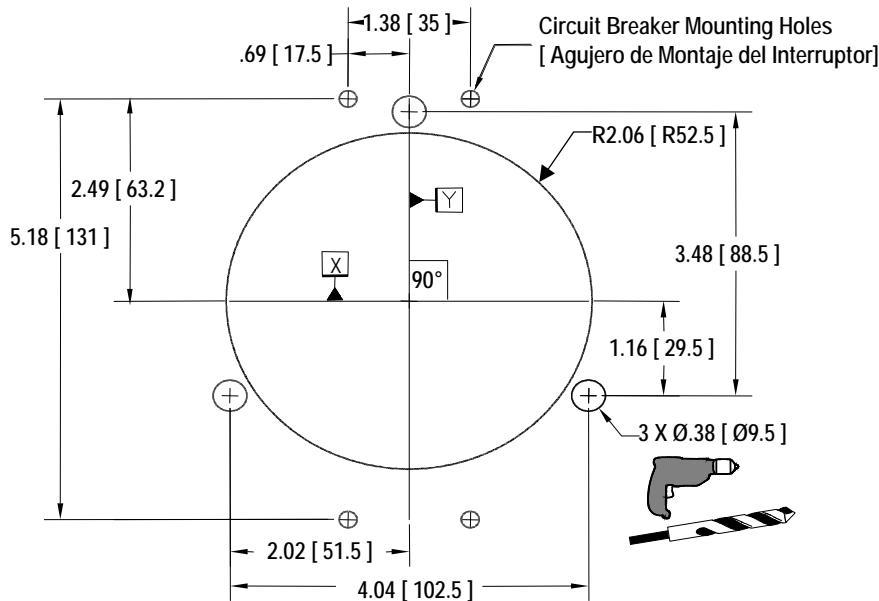 1.38 [ 35 ]
Circuit Breaker Mounting Holes
[ Agujero de Montaje del Interruptor]
.69 [ 17.5 ]
R2.06 [ R52.5 ]
2.49 [ 63.2 ]
Y
5.18 [ 131 ]
3.48 [ 88.5 ]
X
90°
1.16 [ 29.5 ]
3 X Ø.38 [ Ø9.5 ]
2.02 [ 51.5 ]
4.04 [ 102.5 ]